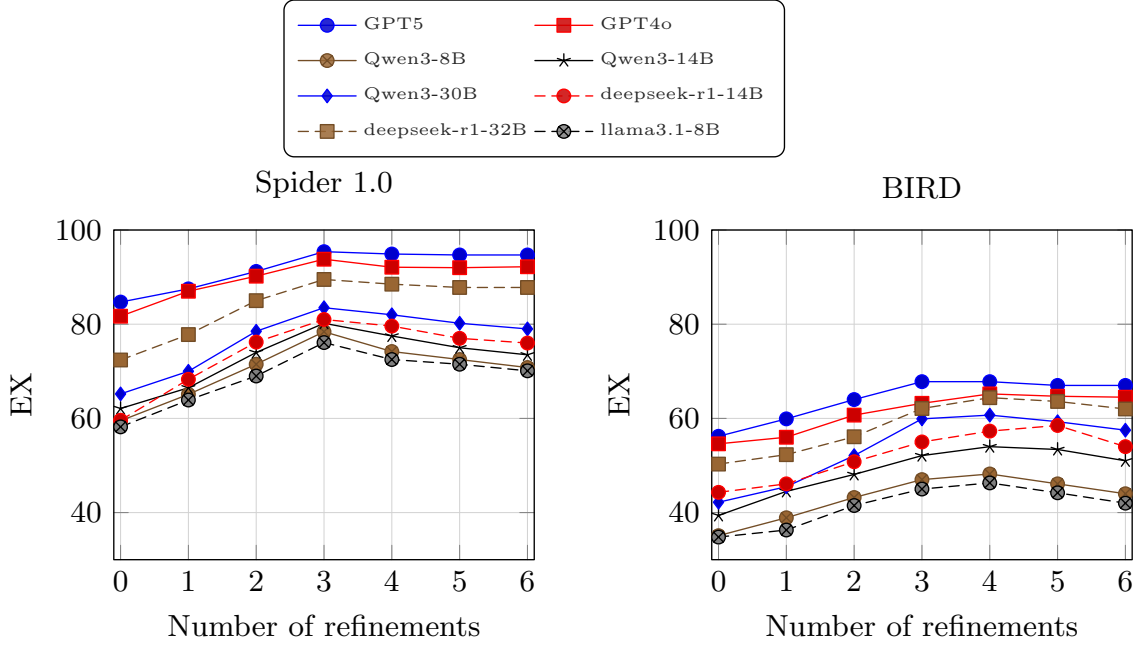 GPT5 GPT4o
Qwen3-8B Qwen3-14B
Qwen3-30B deepseek-r1-14B
deepseek-r1-32B llama3.1-8B
Spider 1.0
100
80
60
40
EX
0 1 2 3 4 5 6
Number of refinements
BIRD
100
80
60
40
EX
0 1 2 3 4 5 6
Number of refinements